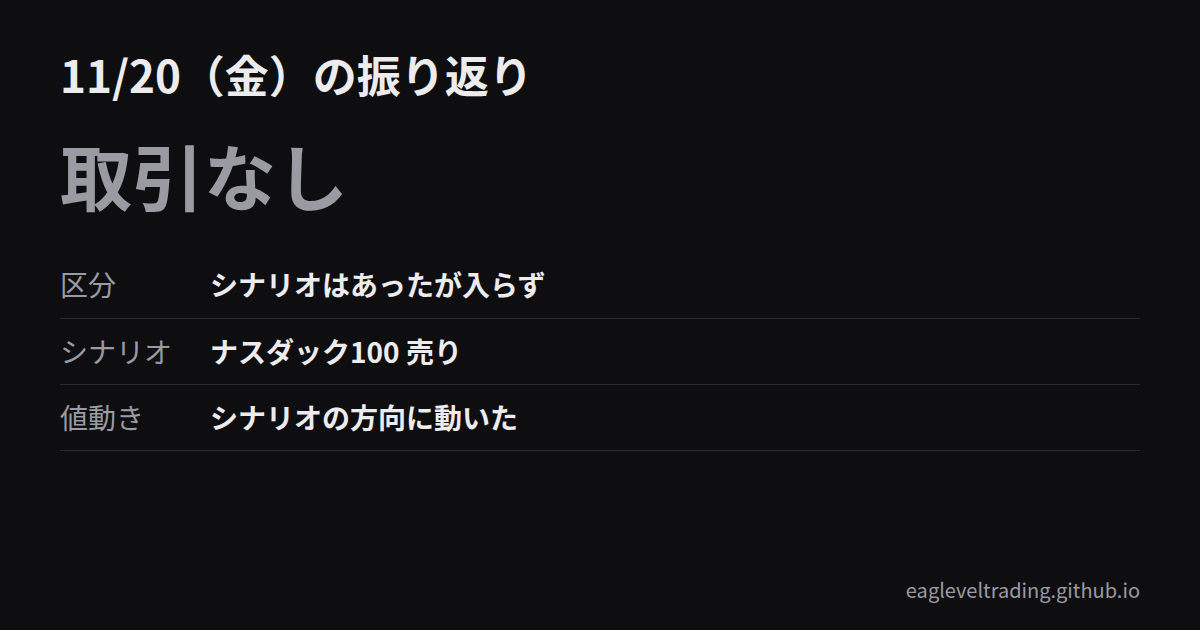 11/20（金）の振り返り
取引なし
区分 シナリオはあったが入らず
シナリオ ナスダック100 売り
値動き シナリオの方向に動いた
eagleveltrading.github.io